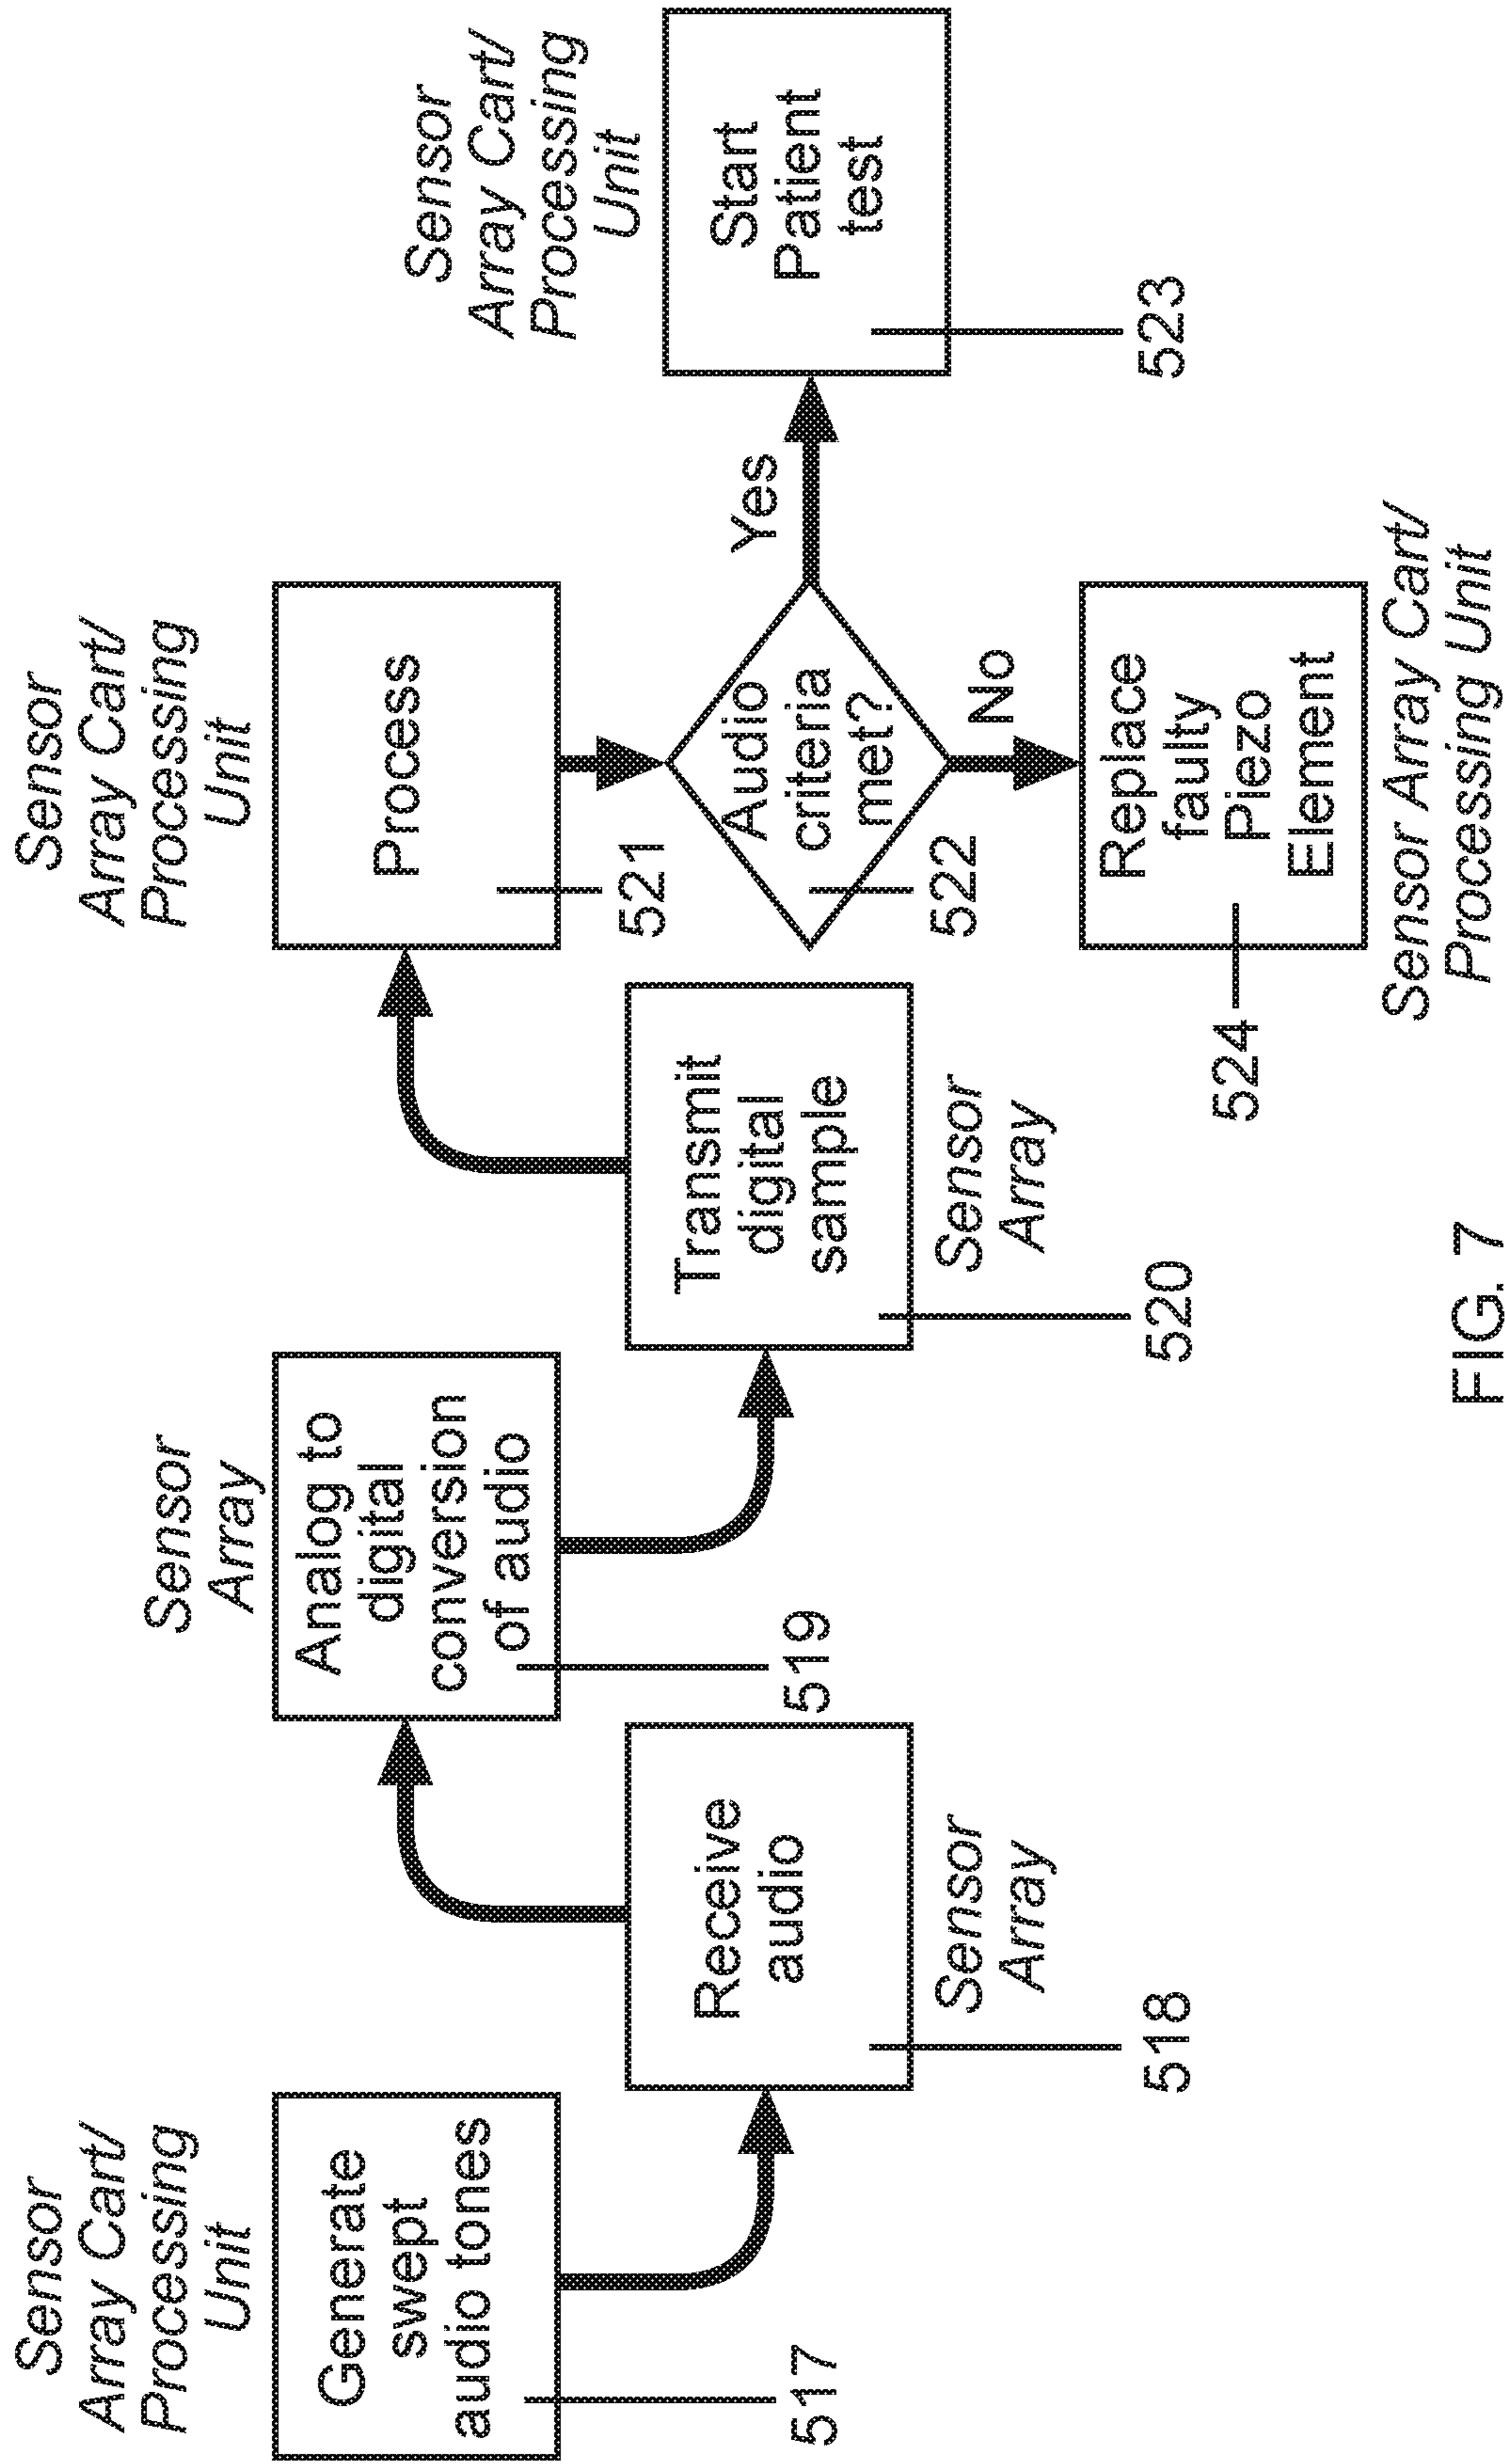 Sensor
Array Cart/
Processing
Unit
Generate
swept
audio tones
517
Receive
audio
Sensor
Array
518
Sensor
Array
Analog to
digital
conversion
of audio
519
Transmit
digital
sample
Sensor
Array
520
Sensor
Array Cart/
Processing
Unit
Process
521
Audio
criteria
met?
522
Yes
No
Sensor
Array Cart/
Processing
Unit
Start
Patient
test
523
Replace
faulty
Piezo
Element
524
Sensor Array Cart/
Processing Unit
FIG. 7